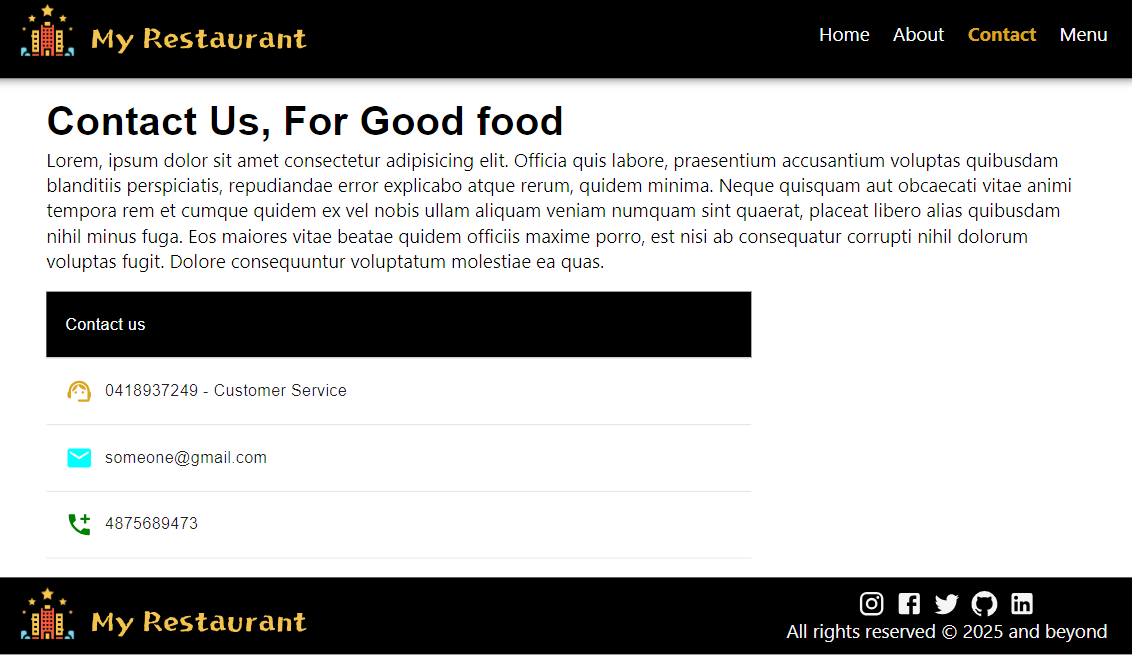 My Restaurant
Home About Contact Menu
Contact Us, For Good food
Lorem, ipsum dolor sit amet consectetur adipisicing elit. Officia quis labore, praesentium accusantium voluptas quibusdam
blanditiis perspiciatis, repudiandae error explicabo atque rerum, quidem minima. Neque quisquam aut obcaecati vitae animi
tempora rem et cumque quidem ex vel nobis ullam aliquam veniam numquam sint quaerat, placeat libero alias quibusdam
nihil minus fuga. Eos maiores vitae beatae quidem officiis maxime porro, est nisi ab consequatur corrupti nihil dolorum
voluptas fugit. Dolore consequuntur voluptatum molestiae ea quas.
Contact us
0418937249 - Customer Service
someone@gmail.com
4875689473
My Restaurant
All rights reserved © 2025 and beyond